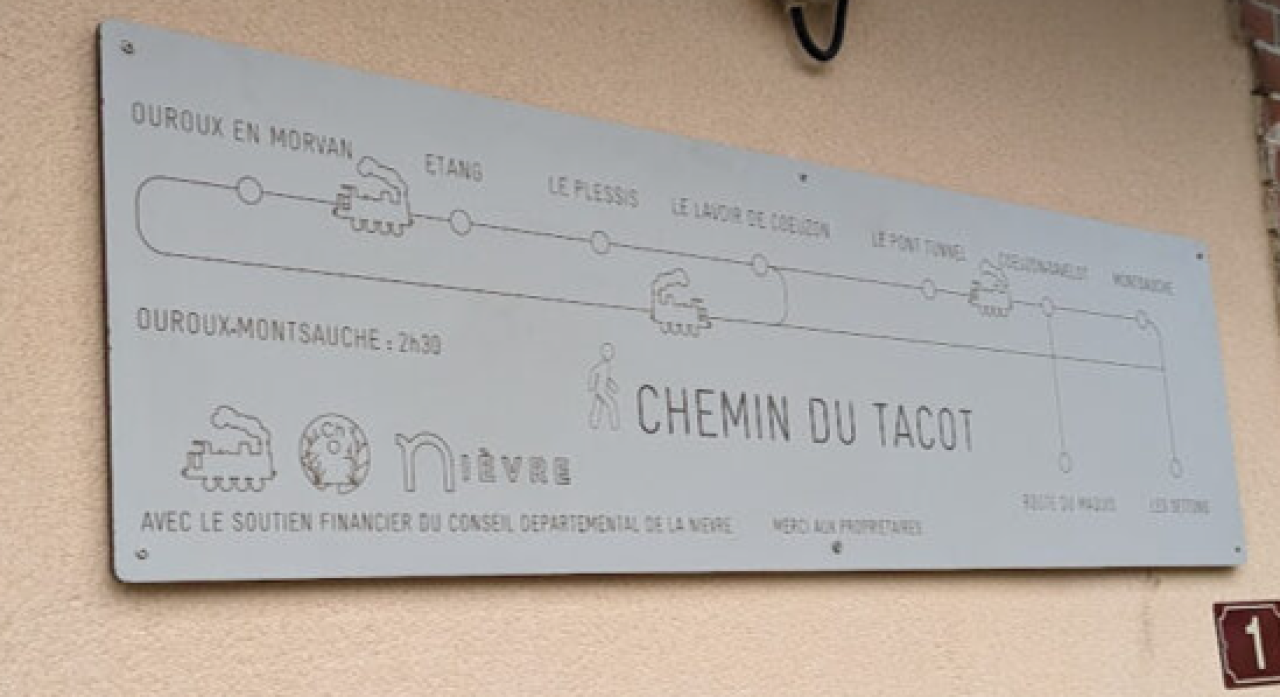 OUROUX EN MORVAN
ETANG
LE PLESSIS
LE LAVOIR DE COEUZON
LE PONT TUNNEL
COEUZON-RAVELOT
MONTSAUCHE
OUROUX-MONTSAUCHE : 2h30
CHEMIN DU TACOT
ROUTE DU MAQUIS
LES SETTONS
nièVRE
AVEC LE SOUTIEN FINANCIER DU CONSEIL DEPARTEMENTAL DE LA NIEVRE
MERCI AUX PROPRIETAIRES
1